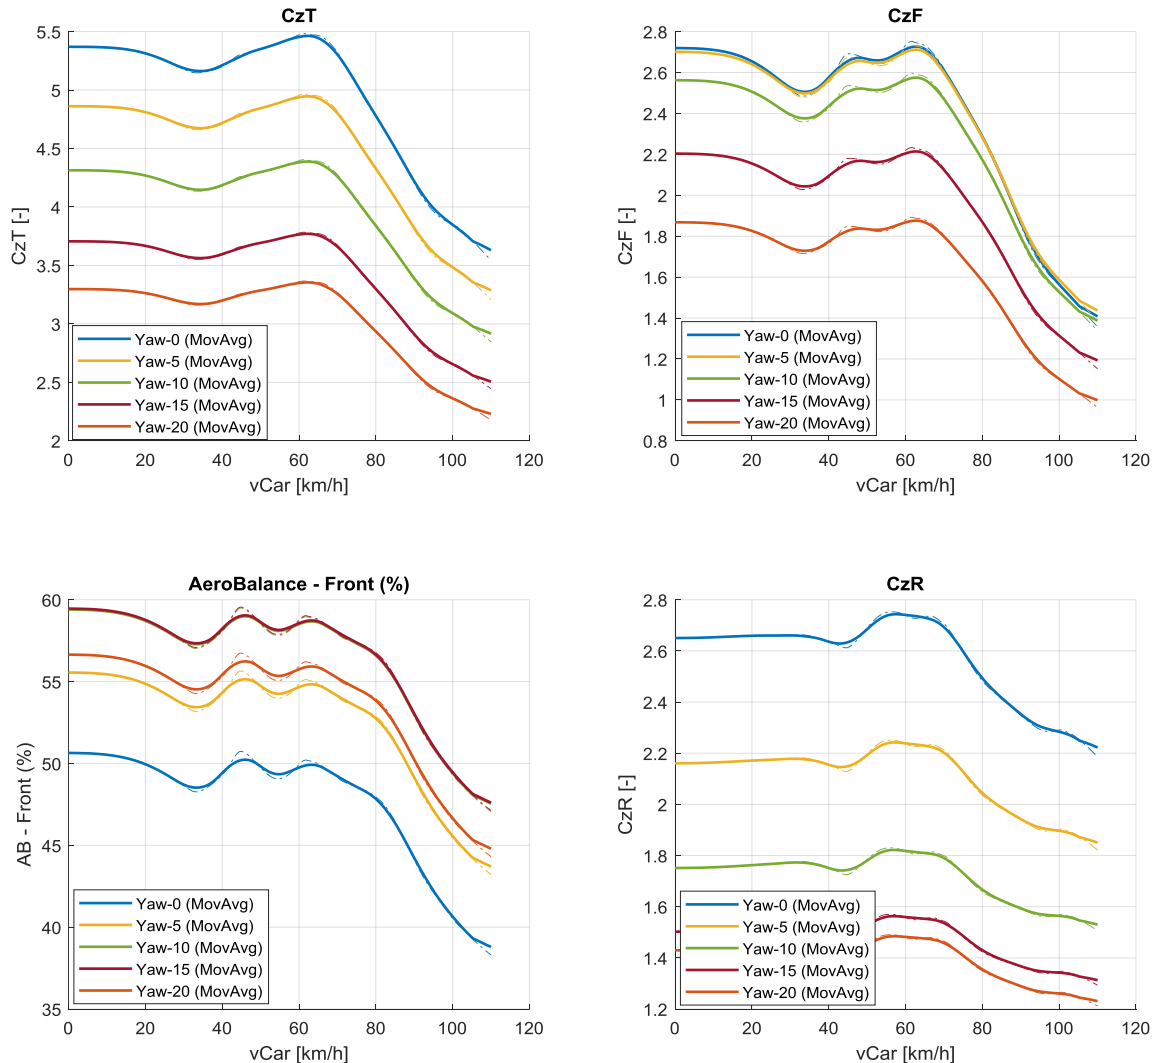 CzT
5.5
5
4.5
4
3.5
3
2.5
2
CzT [-]
Yaw-0 (MovAvg)
Yaw-5 (MovAvg)
Yaw-10 (MovAvg)
Yaw-15 (MovAvg)
Yaw-20 (MovAvg)
0 20 40 60 80 100 120
vCar [km/h]
CzF
2.8
2.6
2.4
2.2
2
1.8
1.6
1.4
1.2
1
0.8
CzF [-]
Yaw-0 (MovAvg)
Yaw-5 (MovAvg)
Yaw-10 (MovAvg)
Yaw-15 (MovAvg)
Yaw-20 (MovAvg)
0 20 40 60 80 100 120
vCar [km/h]
AeroBalance - Front (%)
60
55
50
45
40
35
AB - Front (%)
Yaw-0 (MovAvg)
Yaw-5 (MovAvg)
Yaw-10 (MovAvg)
Yaw-15 (MovAvg)
Yaw-20 (MovAvg)
0 20 40 60 80 100 120
vCar [km/h]
CzR
2.8
2.6
2.4
2.2
2
1.8
1.6
1.4
1.2
CzR [-]
Yaw-0 (MovAvg)
Yaw-5 (MovAvg)
Yaw-10 (MovAvg)
Yaw-15 (MovAvg)
Yaw-20 (MovAvg)
0 20 40 60 80 100 120
vCar [km/h]